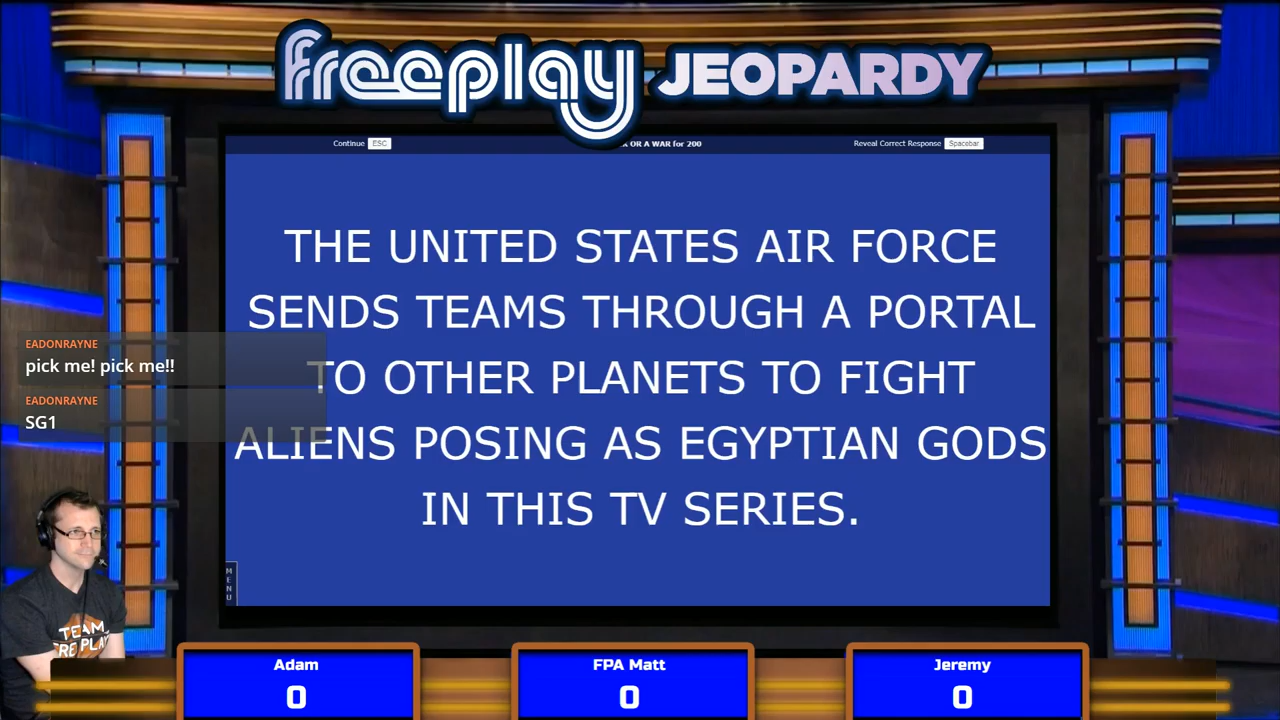 freeplay JEOPARDY
Continue ESC
OR A WAR for 200
Reveal Correct Response Spacebar
THE UNITED STATES AIR FORCE
SENDS TEAMS THROUGH A PORTAL
TO OTHER PLANETS TO FIGHT
ALIENS POSING AS EGYPTIAN GODS
IN THIS TV SERIES.
EADONRAYNE
pick me! pick me!!
EADONRAYNE
SG1
MENU
TEAM
FREEPLAY
Adam
0
FPA Matt
0
Jeremy
0